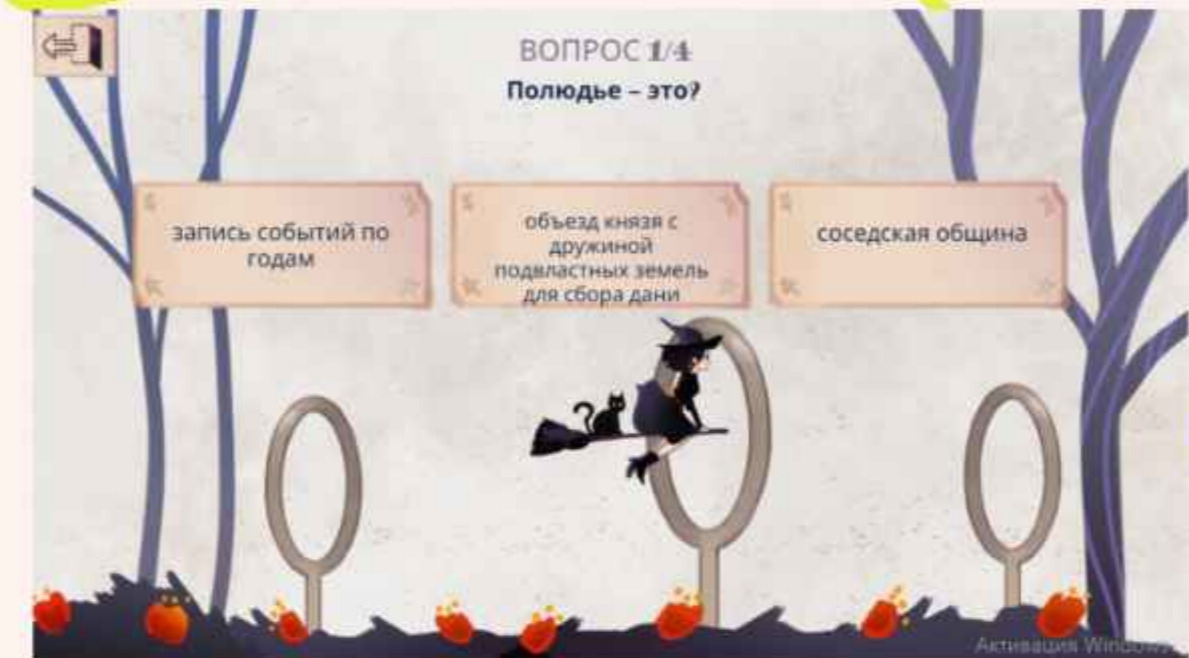 ВОПРОС 1/4
Полюдье – это?
запись событий по
годам
объезд князя с
дружиной
подвластных земель
для сбора дани
соседская община
Активация Windows